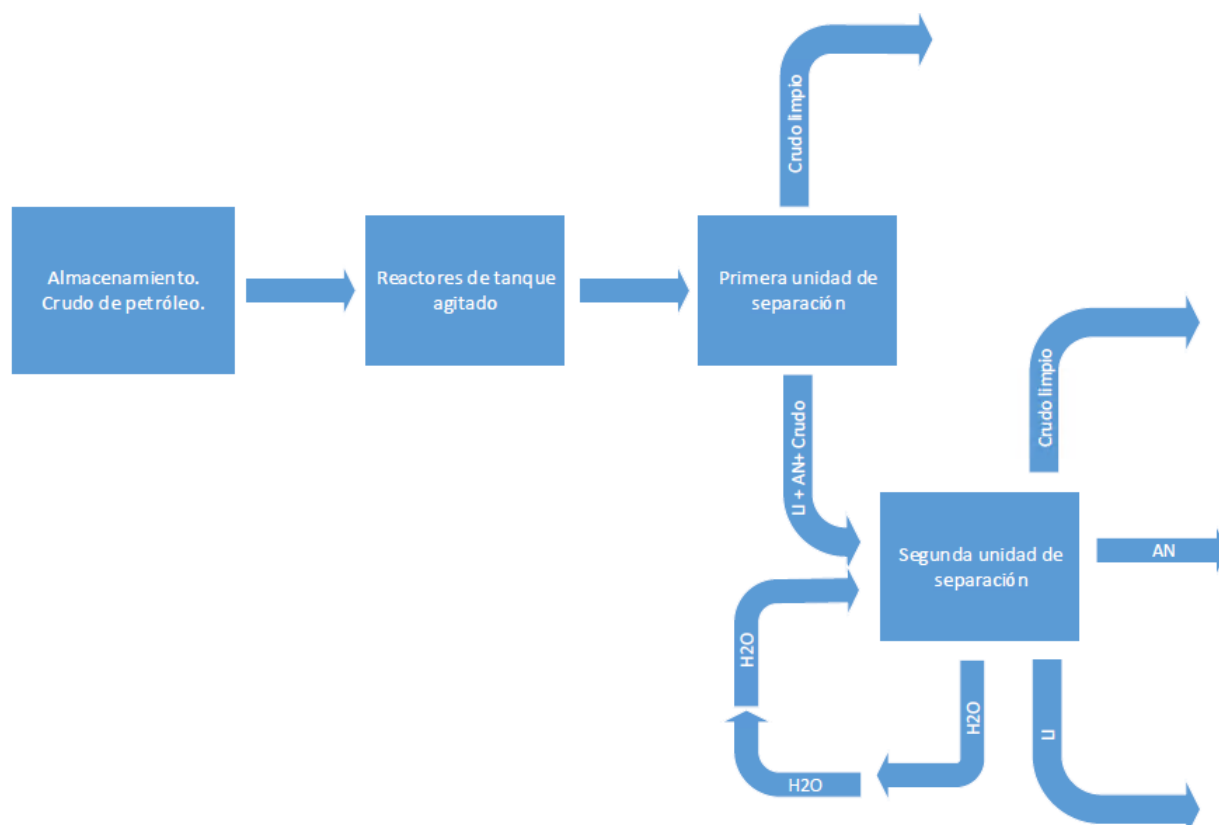 Crudo limpio
Almacenamiento.
Crudo de petróleo.
Reactores de tanque
agitado
Primera unidad de
separación
Crudo limpio
LI + AN+ Crudo
Segunda unidad de
separación
AN
H2O
H2O
LI
H2O